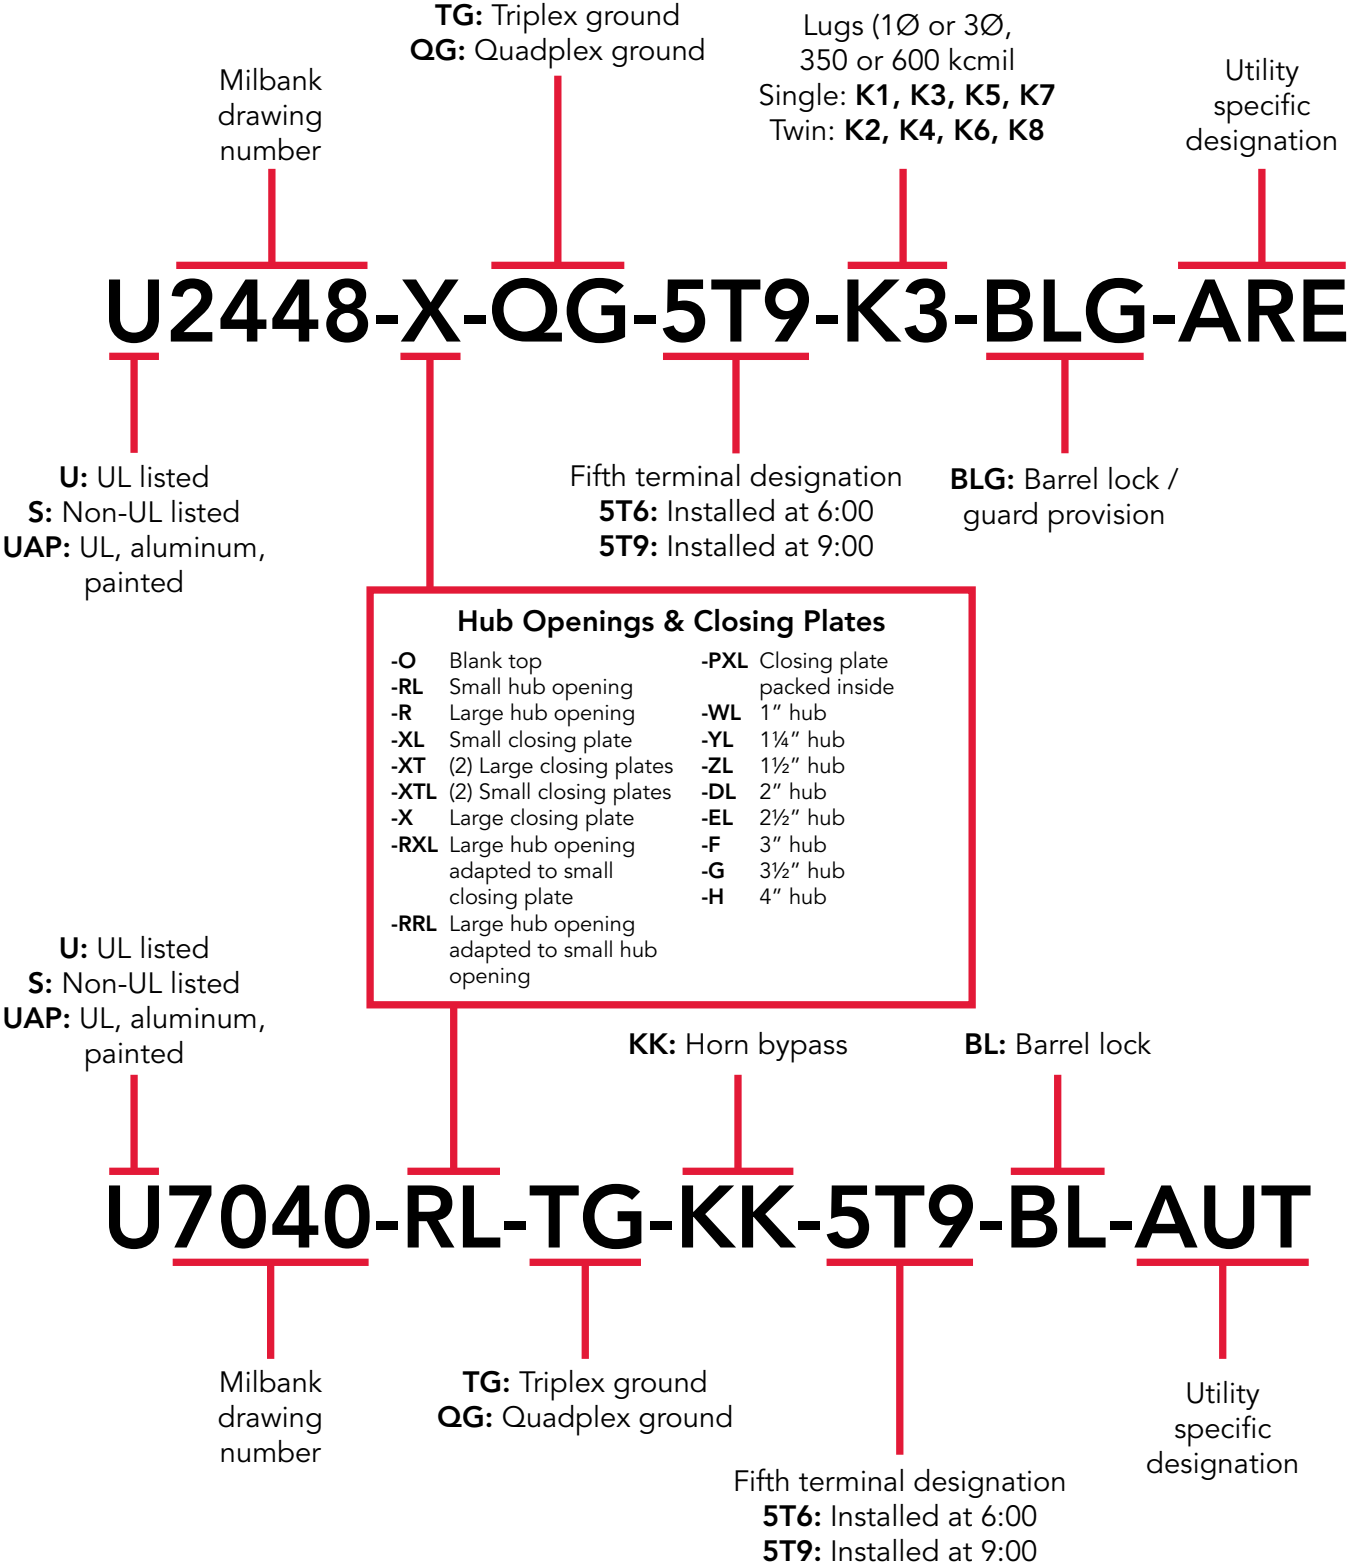 TG: Triplex ground
QG: Quadplex ground
Lugs (1Ø or 3Ø,
350 or 600 kcmil
Single: K1, K3, K5, K7
Twin: K2, K4, K6, K8
Milbank
drawing
number
Utility
specific
designation
U2448-X-QG-5T9-K3-BLG-ARE
U: UL listed
S: Non-UL listed
UAP: UL, aluminum,
painted
Fifth terminal designation
5T6: Installed at 6:00
5T9: Installed at 9:00
BLG: Barrel lock /
guard provision
Hub Openings & Closing Plates
-O Blank top
-RL Small hub opening
-R Large hub opening
-XL Small closing plate
-XT (2) Large closing plates
-XTL (2) Small closing plates
-X Large closing plate
-RXL Large hub opening
adapted to small
closing plate
-RRL Large hub opening
adapted to small hub
opening
-PXL Closing plate
packed inside
-WL 1” hub
-YL 1¼” hub
-ZL 1½” hub
-DL 2” hub
-EL 2½” hub
-F 3” hub
-G 3½” hub
-H 4” hub
U: UL listed
S: Non-UL listed
UAP: UL, aluminum,
painted
KK: Horn bypass
BL: Barrel lock
U7040-RL-TG-KK-5T9-BL-AUT
Milbank
drawing
number
TG: Triplex ground
QG: Quadplex ground
Fifth terminal designation
5T6: Installed at 6:00
5T9: Installed at 9:00
Utility
specific
designation